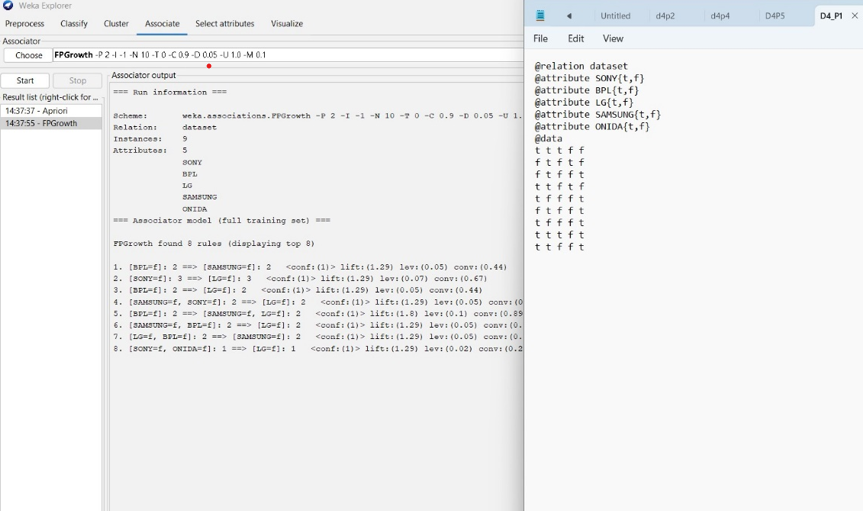 Weka Explorer
Preprocess Classify Cluster Associate Select attributes Visualize
Associator
Choose FPGrowth -P 2 -I -1 -N 10 -T 0 -C 0.9 -D 0.05 -U 1.0 -M 0.1
Start Stop
Result list (right-click for ...
14:37:37 - Apriori
14:37:55 - FPGrowth
Associator output
=== Run information ===
Scheme: weka.associations.FPGrowth -P 2 -I -1 -N 10 -T 0 -C 0.9 -D 0.05 -U 1.
Relation: dataset
Instances: 9
Attributes: 5
SONY
BPL
LG
SAMSUNG
ONIDA
=== Associator model (full training set) ===
FPGrowth found 8 rules (displaying top 8)
1. [BPL=f]: 2 ==> [SAMSUNG=f]: 2 <conf:(1)> lift:(1.29) lev:(0.05) conv:(0.44)
2. [SONY=f]: 3 ==> [LG=f]: 3 <conf:(1)> lift:(1.29) lev:(0.07) conv:(0.67)
3. [BPL=f]: 2 ==> [LG=f]: 2 <conf:(1)> lift:(1.29) lev:(0.05) conv:(0.44)
4. [SAMSUNG=f, SONY=f]: 2 ==> [LG=f]: 2 <conf:(1)> lift:(1.29) lev:(0.05) conv:(0
5. [BPL=f]: 2 ==> [SAMSUNG=f, LG=f]: 2 <conf:(1)> lift:(1.8) lev:(0.1) conv:(0.89
6. [SAMSUNG=f, BPL=f]: 2 ==> [LG=f]: 2 <conf:(1)> lift:(1.29) lev:(0.05) conv:(0.
7. [LG=f, BPL=f]: 2 ==> [SAMSUNG=f]: 2 <conf:(1)> lift:(1.29) lev:(0.05) conv:(0.
8. [SONY=f, ONIDA=f]: 1 ==> [LG=f]: 1 <conf:(1)> lift:(1.29) lev:(0.02) conv:(0.2
Untitled d4p2 d4p4 D4P5 D4_P1
File Edit View
@relation dataset
@attribute SONY{t,f}
@attribute BPL{t,f}
@attribute LG{t,f}
@attribute SAMSUNG{t,f}
@attribute ONIDA{t,f}
@data
t t t f f
f t f t f
f t f f t
t t t f f
t f f f t
f t f f t
t f f f t
t t t f t
t t f f t